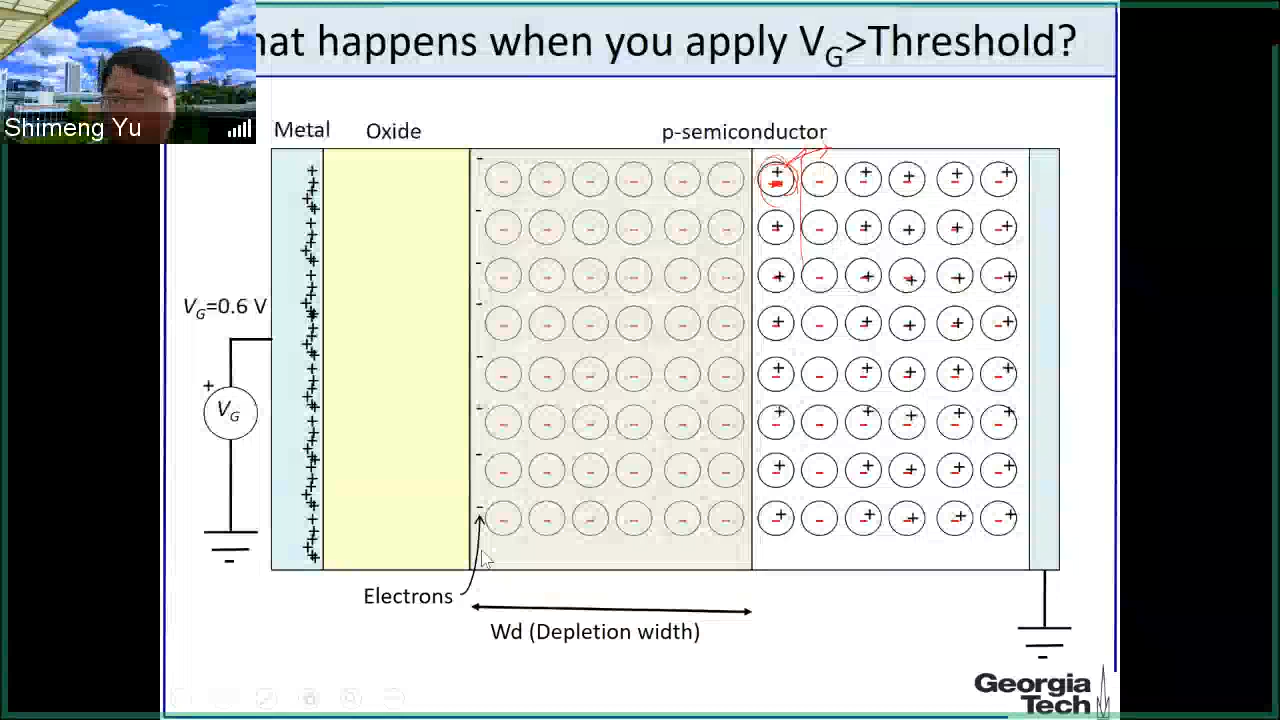 hat happens when you apply VG>Threshold?
Shimeng Yu
Metal
Oxide
p-semiconductor
VG=0.6 V
+
VG
Electrons
Wd (Depletion width)
Georgia
Tech